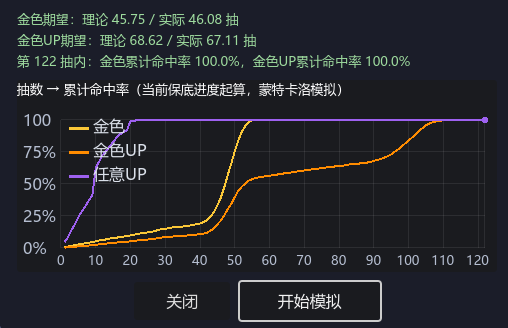 金色期望：理论 45.75 / 实际 46.08 抽
金色UP期望：理论 68.62 / 实际 67.11 抽
第 122 抽内：金色累计命中率 100.0%，金色UP累计命中率 100.0%
抽数 → 累计命中率（当前保底进度起算，蒙特卡洛模拟）
100
75%
50%
25%
0%
金色
金色UP
任意UP
0 10 20 30 40 50 60 70 80 90 100 110 120
关闭
开始模拟